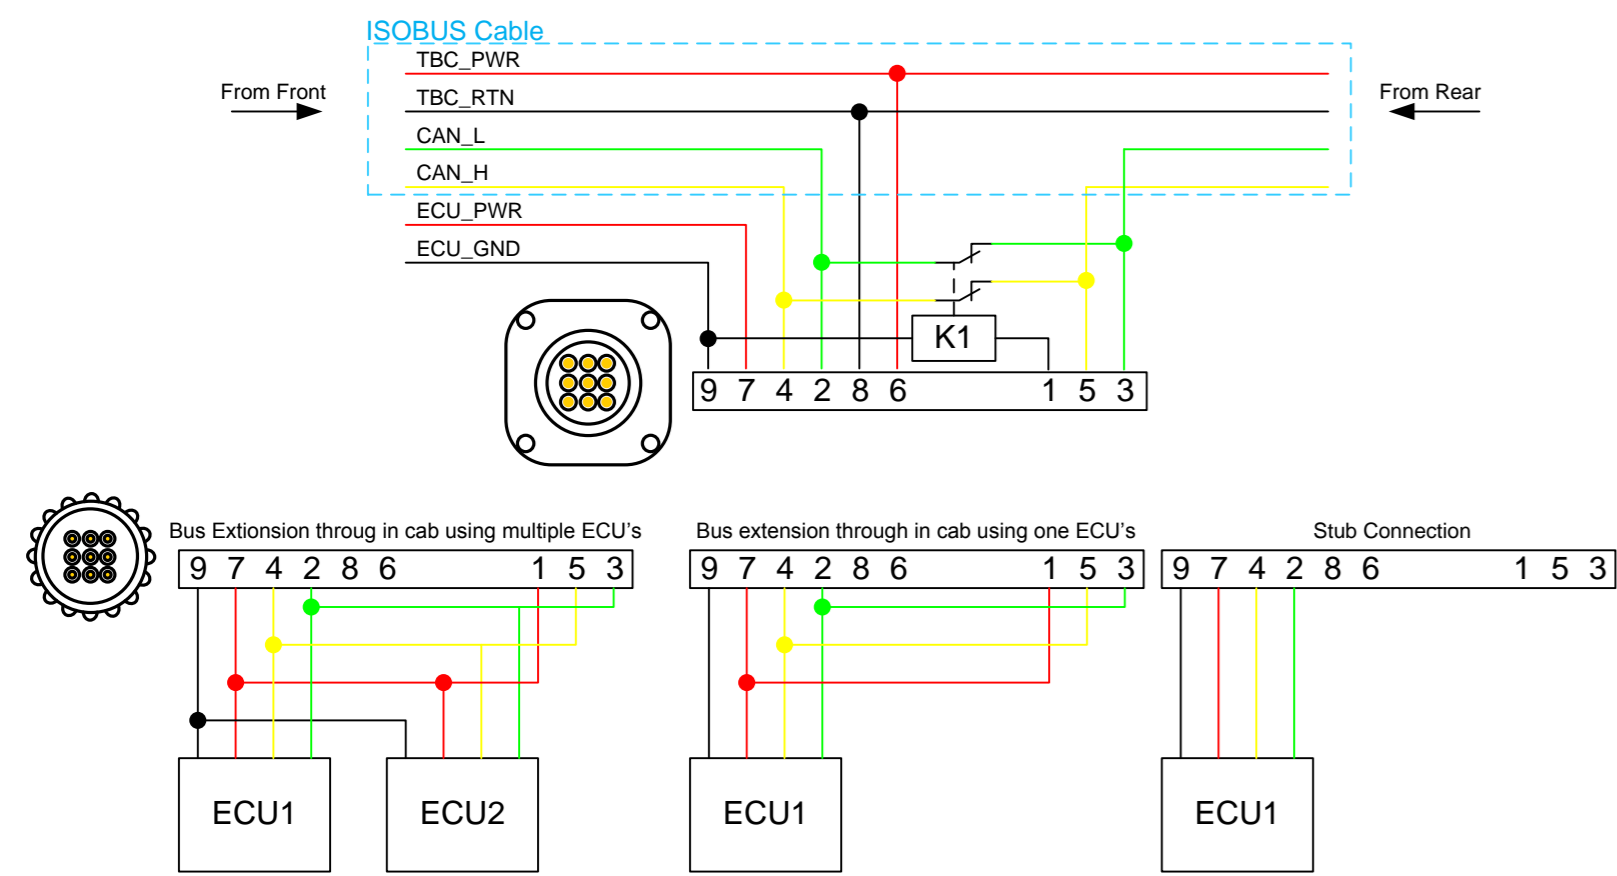 ISOBUS Cable
TBC_PWR
From Front
From Rear
TBC_RTN
CAN_L
CAN_H
ECU_PWR
ECU_GND
K1
9 7 4 2 8 6 1 5 3
Bus Extionsion throug in cab using multiple ECU's
Bus extension through in cab using one ECU's
Stub Connection
9 7 4 2 8 6 1 5 3
9 7 4 2 8 6 1 5 3
9 7 4 2 8 6 1 5 3
ECU1
ECU2
ECU1
ECU1